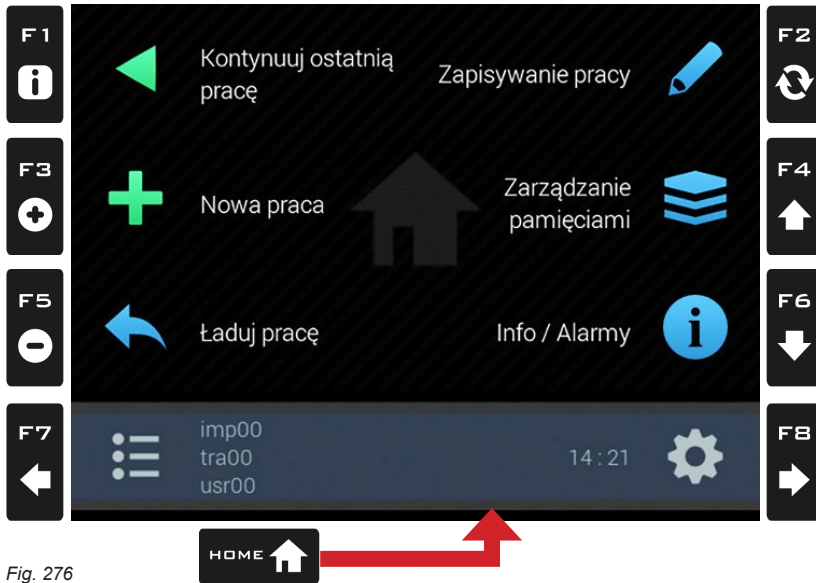 F1
F2
Kontynuuj ostatnią
pracę
Zapisywanie pracy
F3
F4
Nowa praca
Zarządzanie
pamięciami
F5
F6
Ładuj pracę
Info / Alarmy
F7
F8
imp00
tra00
usr00
14:21
HOME
Fig. 276